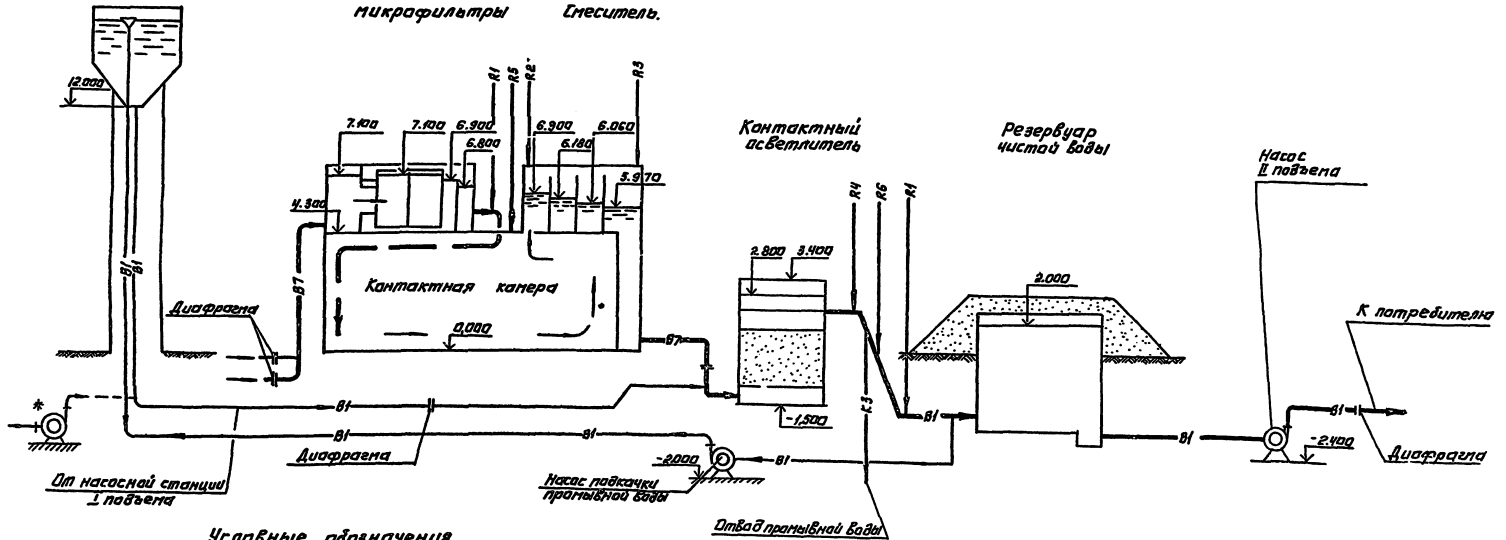 микрафильтры
Смеситель.
12.000
R1
R5
R2
R3
7.100
7.100
6.900
6.800
6.900
6.180
6.060
5.970
4.300
Контактный
осветлитель
Резервуар
чистой воды
Насос
II подъема
R4
R6
R1
В1
В1
В7
Контактная камера
0,000
Диафрагма
2.800
3.400
2.000
К потребителю
В7
*
В1
В1
В1
-1,500
К3
В1
В1
В1
В1
-2.400
Диафрагма
-2.000
Диафрагма
От насосной станции
I подъема
Насос подкачки
промывной воды
Отвод промывной воды
Условные обозначения